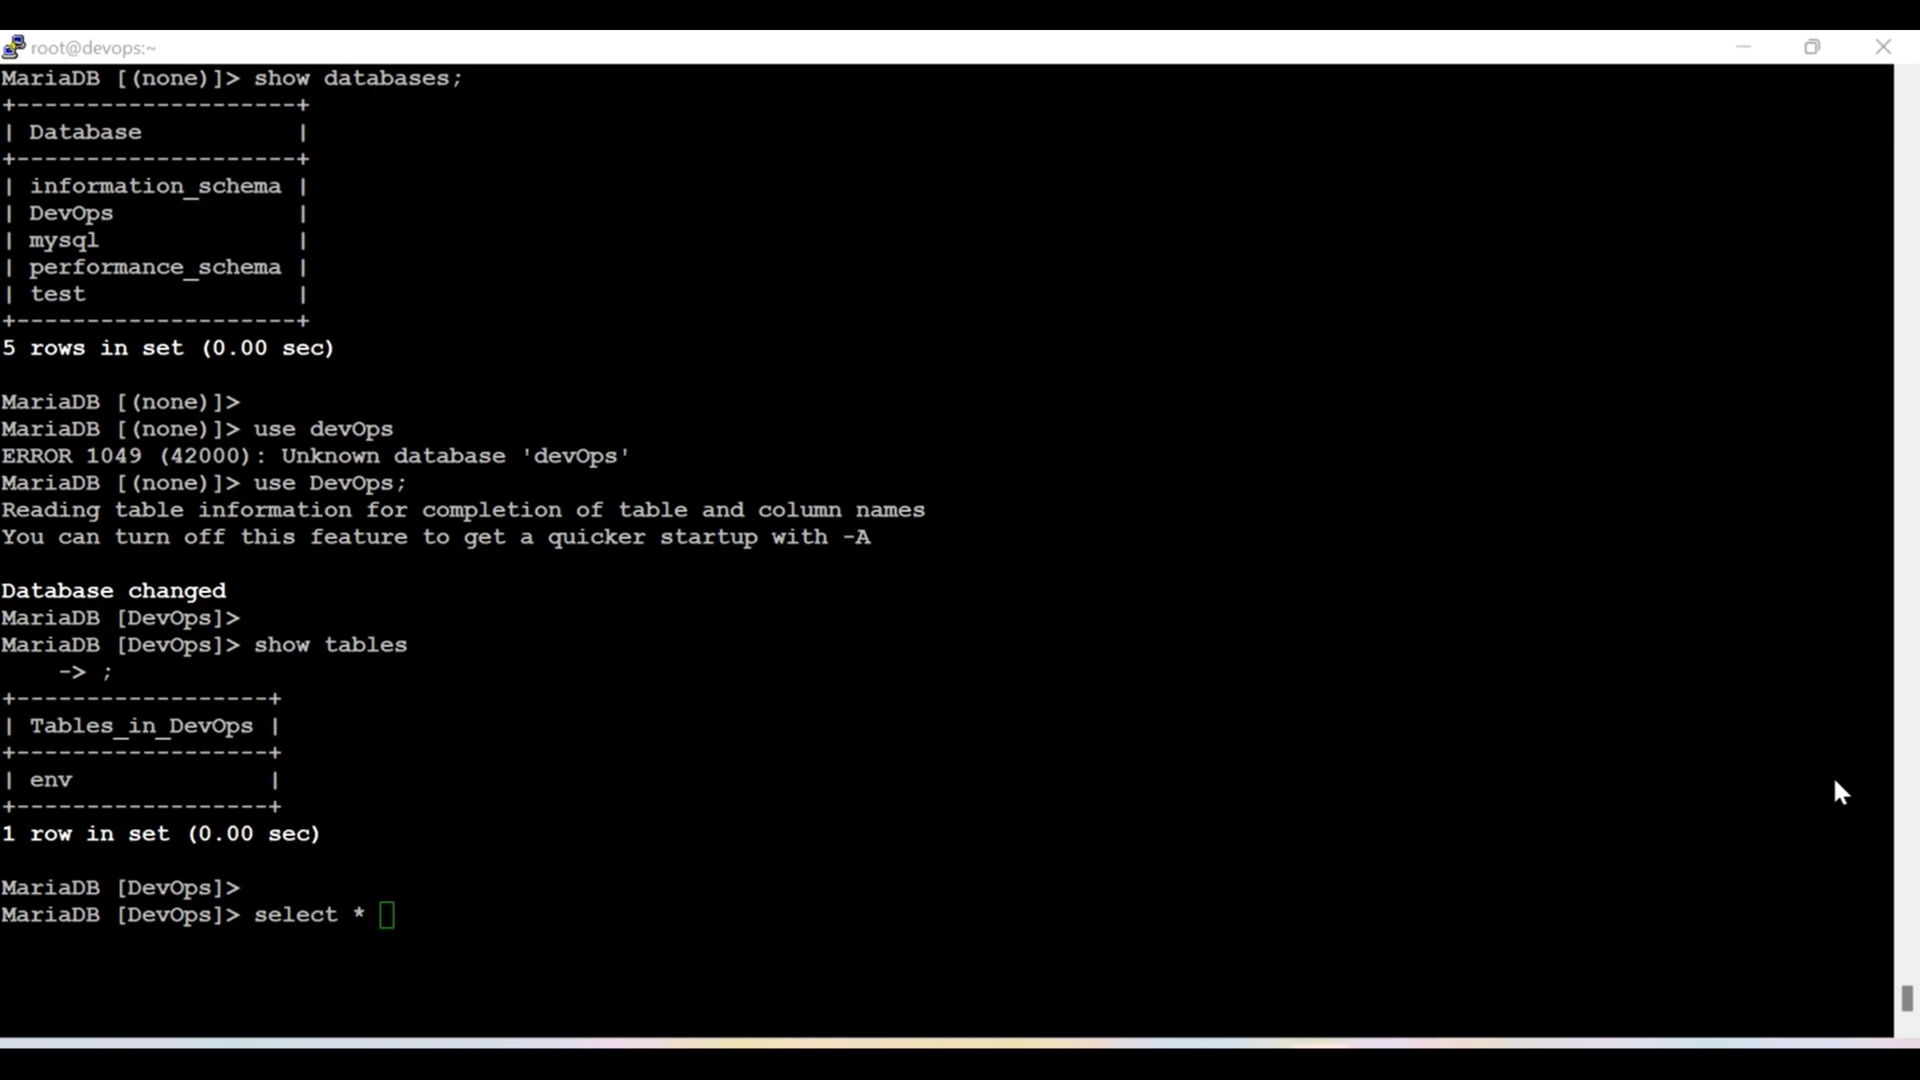 root@devops:~
MariaDB [(none)]> show databases;
+--------------------+
| Database           |
+--------------------+
| information_schema |
| DevOps             |
| mysql              |
| performance_schema |
| test               |
+--------------------+
5 rows in set (0.00 sec)
MariaDB [(none)]>
MariaDB [(none)]> use devOps
ERROR 1049 (42000): Unknown database 'devOps'
MariaDB [(none)]> use DevOps;
Reading table information for completion of table and column names
You can turn off this feature to get a quicker startup with -A
Database changed
MariaDB [DevOps]>
MariaDB [DevOps]> show tables
    -> ;
+------------------+
| Tables_in_DevOps |
+------------------+
| env              |
+------------------+
1 row in set (0.00 sec)
MariaDB [DevOps]>
MariaDB [DevOps]> select *